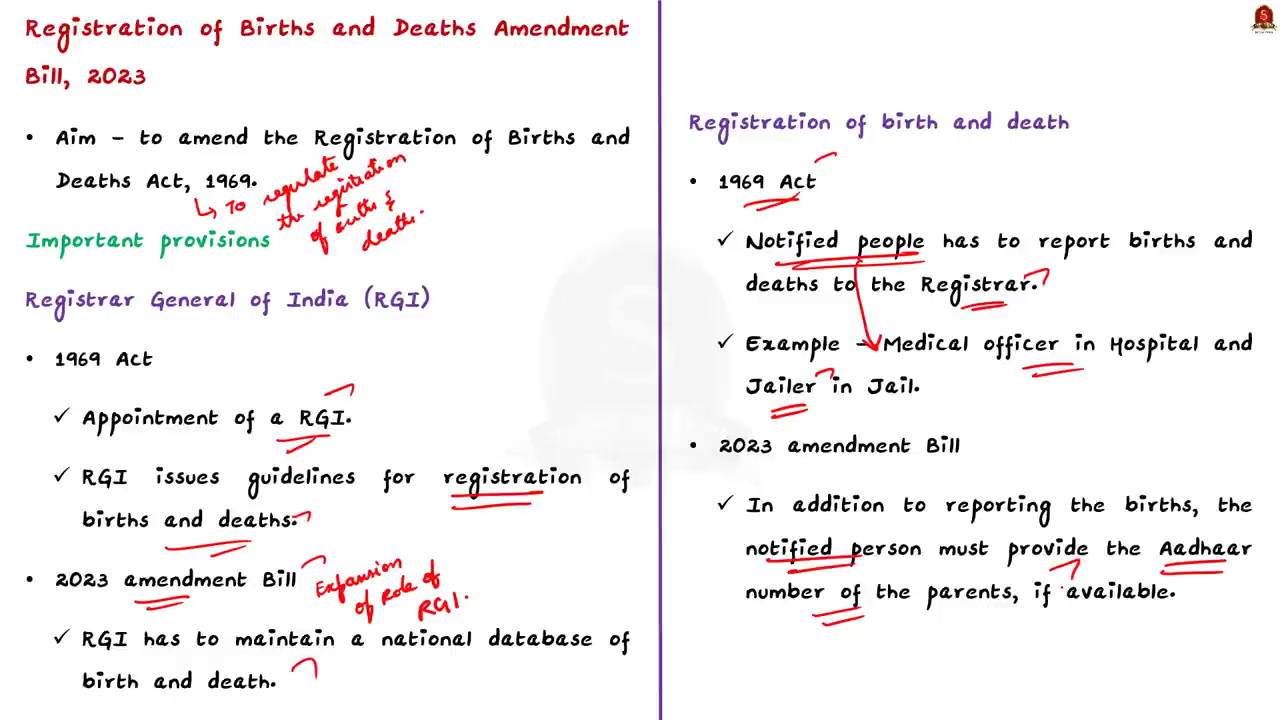 Registration of Births and Deaths Amendment
Bill, 2023
• Aim – to amend the Registration of Births and
Deaths Act, 1969.
↳ To regulate
the registration
of births &
deaths.
Important provisions
Registrar General of India (RGI)
• 1969 Act
✓ Appointment of a RGI.
✓ RGI issues guidelines for registration of
births and deaths.
• 2023 amendment Bill
Expansion
of Role of
RGI.
✓ RGI has to maintain a national database of
birth and death.
Registration of birth and death
• 1969 Act
✓ Notified people has to report births and
deaths to the Registrar.
✓ Example – Medical officer in Hospital and
Jailer in Jail.
• 2023 amendment Bill
✓ In addition to reporting the births, the
notified person must provide the Aadhaar
number of the parents, if available.